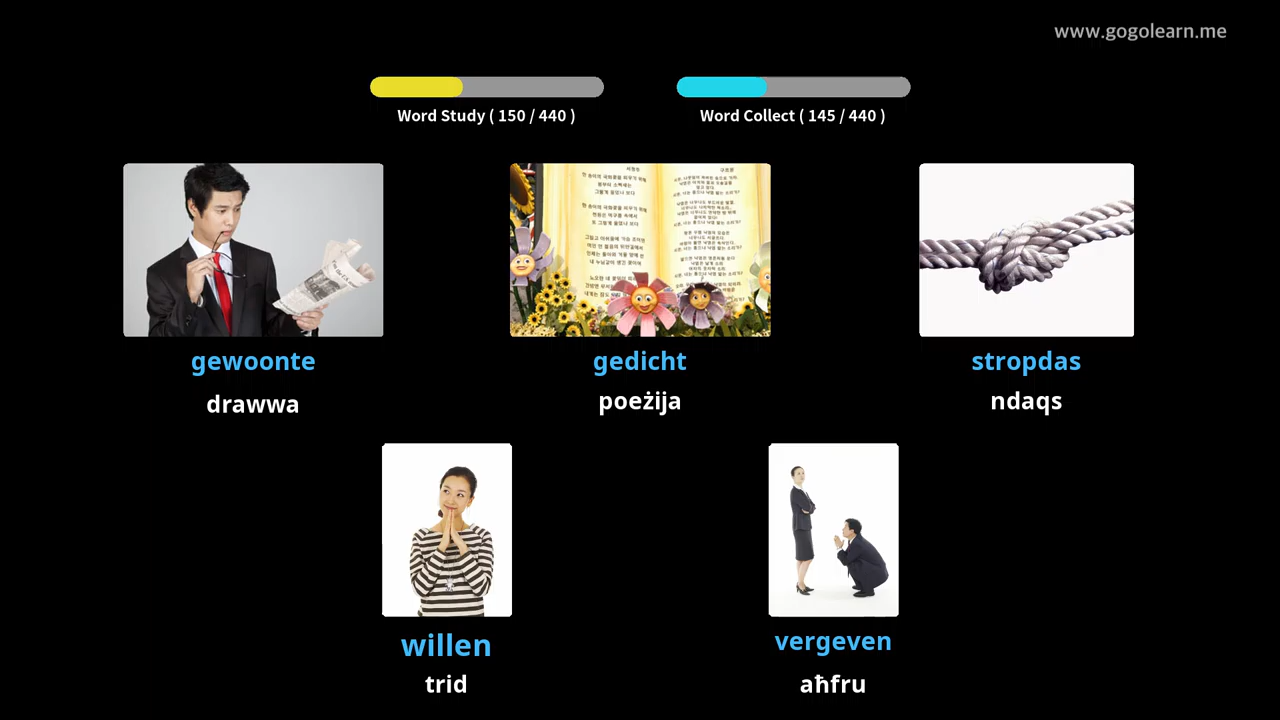 www.gogolearn.me
Word Study ( 150 / 440 )
Word Collect ( 145 / 440 )
gewoonte
drawwa
gedicht
poeżija
stropdas
ndaqs
willen
trid
vergeven
aħfru